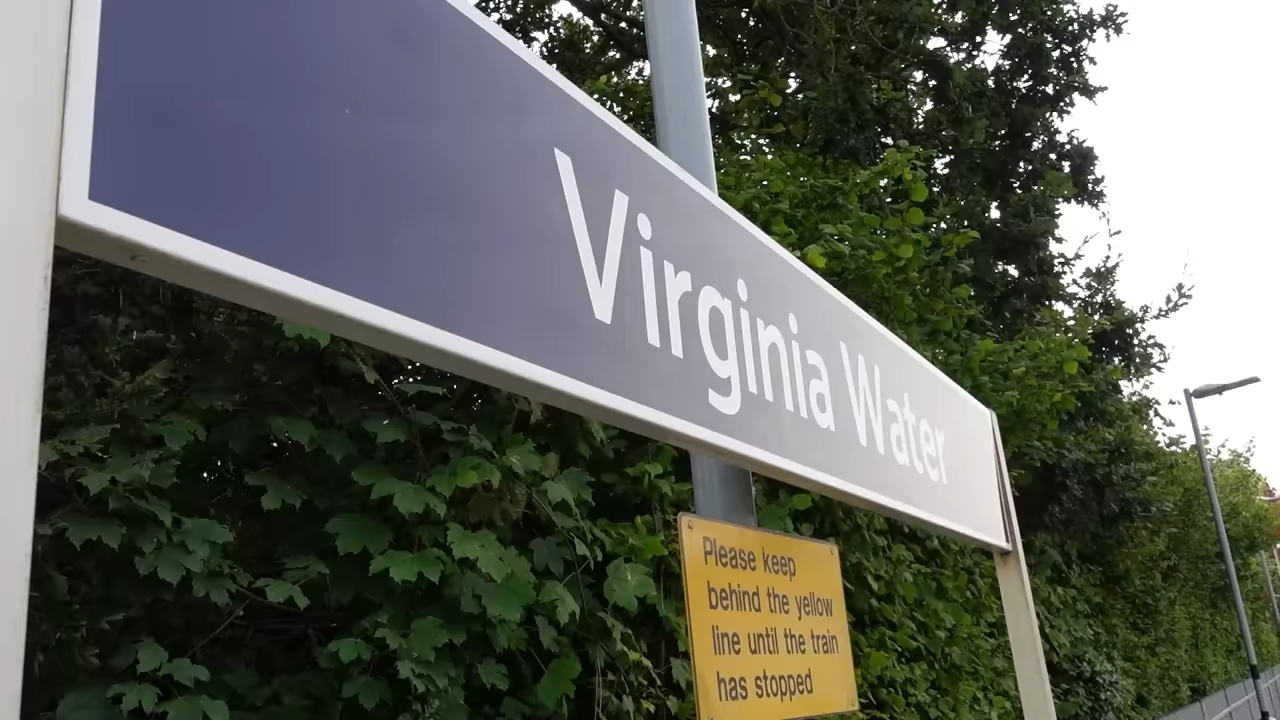 Virginia Water
Please keep
behind the yellow
line until the train
has stopped